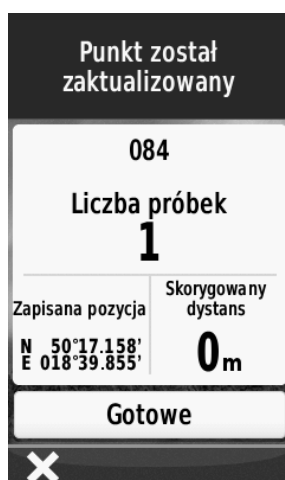 Punkt został
zaktualizowany
084
Liczba próbek
1
Zapisana pozycja
N 50°17.158'
E 018°39.855'
Skorygowany
dystans
0m
Gotowe